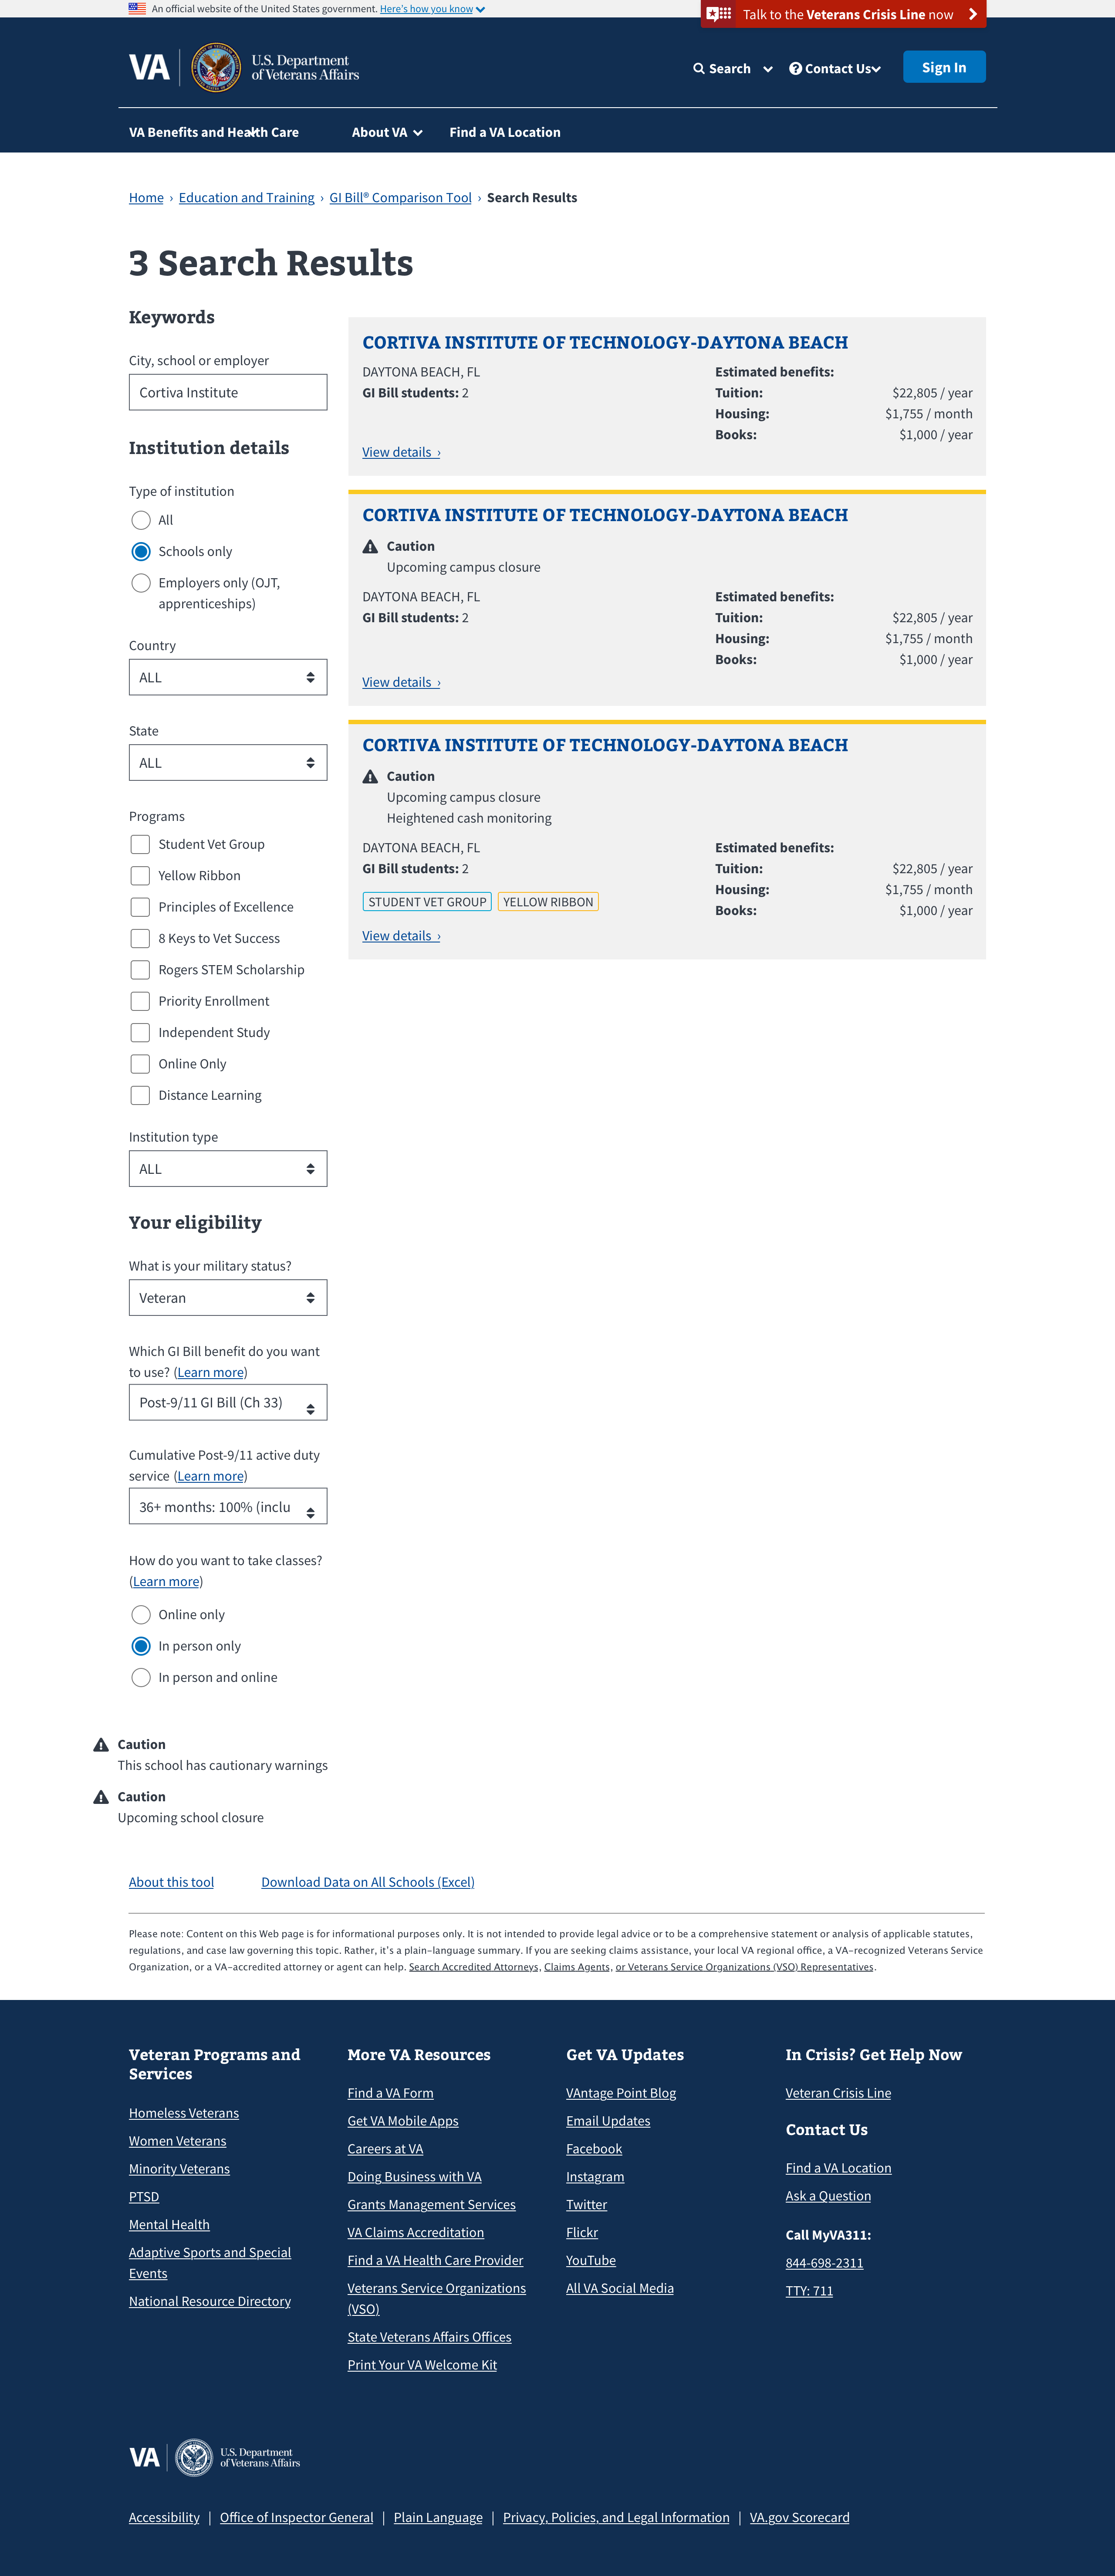 An official website of the United States government. Here's how you know
Talk to the Veterans Crisis Line now
VA
U.S. Department
of Veterans Affairs
Search
Contact Us
Sign In
VA Benefits and Health Care
About VA
Find a VA Location
Home › Education and Training › GI Bill® Comparison Tool › Search Results
3 Search Results
Keywords
City, school or employer
Cortiva Institute
Institution details
Type of institution
All
Schools only
Employers only (OJT,
apprenticeships)
Country
ALL
State
ALL
Programs
Student Vet Group
Yellow Ribbon
Principles of Excellence
8 Keys to Vet Success
Rogers STEM Scholarship
Priority Enrollment
Independent Study
Online Only
Distance Learning
Institution type
ALL
Your eligibility
What is your military status?
Veteran
Which GI Bill benefit do you want
to use? (Learn more)
Post-9/11 GI Bill (Ch 33)
Cumulative Post-9/11 active duty
service (Learn more)
36+ months: 100% (inclu
How do you want to take classes?
(Learn more)
Online only
In person only
In person and online
CORTIVA INSTITUTE OF TECHNOLOGY-DAYTONA BEACH
DAYTONA BEACH, FL
GI Bill students: 2
View details ›
Estimated benefits:
Tuition: $22,805 / year
Housing: $1,755 / month
Books: $1,000 / year
CORTIVA INSTITUTE OF TECHNOLOGY-DAYTONA BEACH
Caution
Upcoming campus closure
DAYTONA BEACH, FL
GI Bill students: 2
View details ›
Estimated benefits:
Tuition: $22,805 / year
Housing: $1,755 / month
Books: $1,000 / year
CORTIVA INSTITUTE OF TECHNOLOGY-DAYTONA BEACH
Caution
Upcoming campus closure
Heightened cash monitoring
DAYTONA BEACH, FL
GI Bill students: 2
STUDENT VET GROUP
YELLOW RIBBON
View details ›
Estimated benefits:
Tuition: $22,805 / year
Housing: $1,755 / month
Books: $1,000 / year
Caution
This school has cautionary warnings
Caution
Upcoming school closure
About this tool
Download Data on All Schools (Excel)
Please note: Content on this Web page is for informational purposes only. It is not intended to provide legal advice or to be a comprehensive statement or analysis of applicable statutes,
regulations, and case law governing this topic. Rather, it's a plain-language summary. If you are seeking claims assistance, your local VA regional office, a VA-recognized Veterans Service
Organization, or a VA-accredited attorney or agent can help. Search Accredited Attorneys, Claims Agents, or Veterans Service Organizations (VSO) Representatives.
Veteran Programs and
Services
Homeless Veterans
Women Veterans
Minority Veterans
PTSD
Mental Health
Adaptive Sports and Special
Events
National Resource Directory
More VA Resources
Find a VA Form
Get VA Mobile Apps
Careers at VA
Doing Business with VA
Grants Management Services
VA Claims Accreditation
Find a VA Health Care Provider
Veterans Service Organizations
(VSO)
State Veterans Affairs Offices
Print Your VA Welcome Kit
Get VA Updates
VAntage Point Blog
Email Updates
Facebook
Instagram
Twitter
Flickr
YouTube
All VA Social Media
In Crisis? Get Help Now
Veteran Crisis Line
Contact Us
Find a VA Location
Ask a Question
Call MyVA311:
844-698-2311
TTY: 711
VA
U.S. Department
of Veterans Affairs
Accessibility | Office of Inspector General | Plain Language | Privacy, Policies, and Legal Information | VA.gov Scorecard